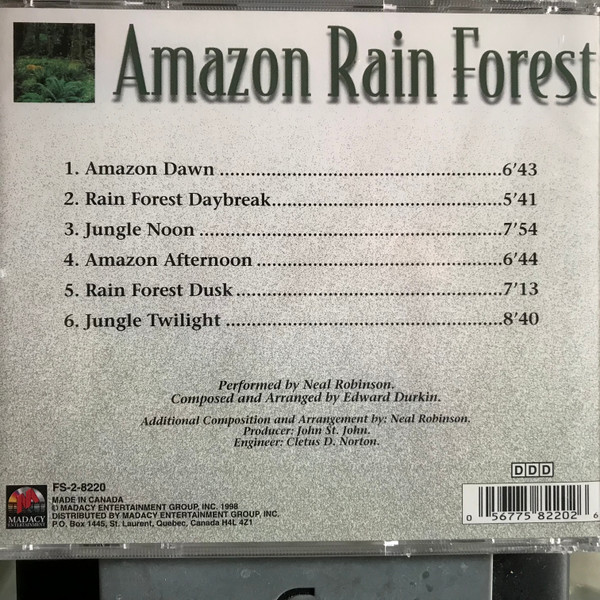 Amazon Rain Forest
1. Amazon Dawn ..................................................6'43
2. Rain Forest Daybreak.........................................5'41
3. Jungle Noon .....................................................7'54
4. Amazon Afternoon ...........................................6'44
5. Rain Forest Dusk...............................................7'13
6. Jungle Twilight .................................................8'40
Performed by Neal Robinson.
Composed and Arranged by Edward Durkin.
Additional Composition and Arrangement by: Neal Robinson.
Producer: John St. John.
Engineer: Cletus D. Norton.
DDD
FS-2-8220
MADE IN CANADA
© MADACY ENTERTAINMENT GROUP, INC. 1998
DISTRIBUTED BY MADACY ENTERTAINMENT GROUP, INC.
P.O. Box 1445, St. Laurent, Quebec, Canada H4L 4Z1
MADACY
ENTERTAINMENT
0 56775 82202 6